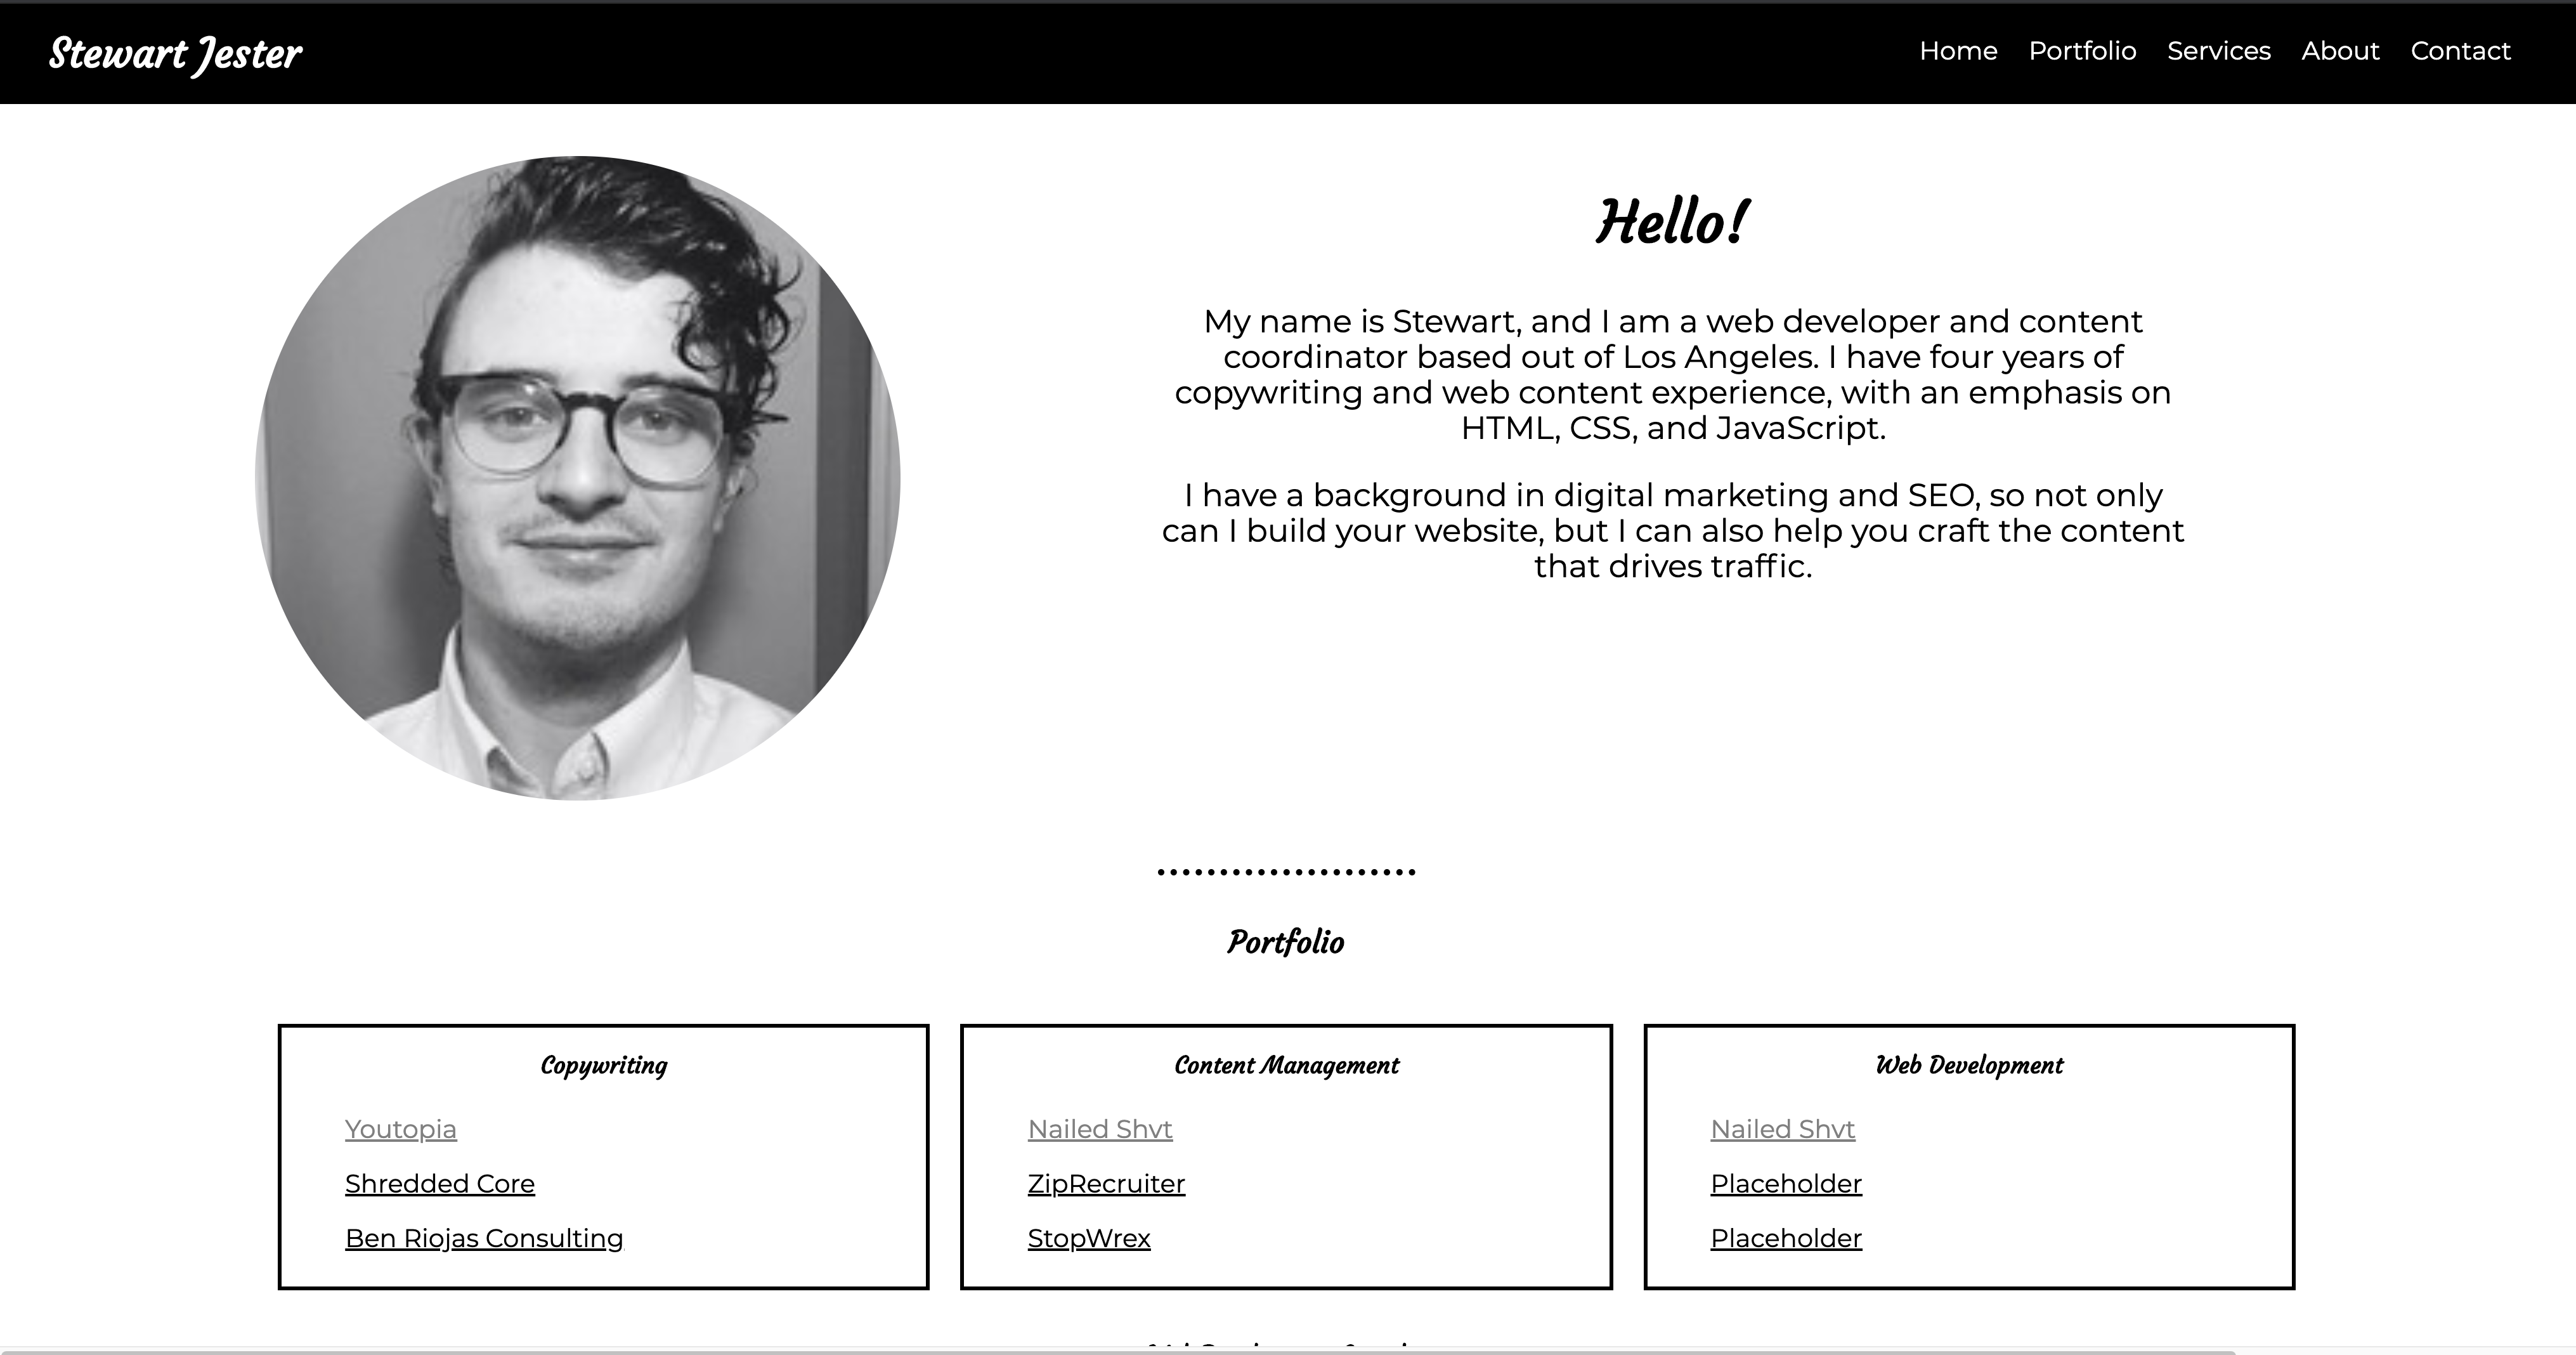 Stewart Jester
Home Portfolio Services About Contact
Hello!
My name is Stewart, and I am a web developer and content
coordinator based out of Los Angeles. I have four years of
copywriting and web content experience, with an emphasis on
HTML, CSS, and JavaScript.
I have a background in digital marketing and SEO, so not only
can I build your website, but I can also help you craft the content
that drives traffic.
Portfolio
Copywriting
Youtopia
Shredded Core
Ben Riojas Consulting
Content Management
Nailed Shvt
ZipRecruiter
StopWrex
Web Development
Nailed Shvt
Placeholder
Placeholder